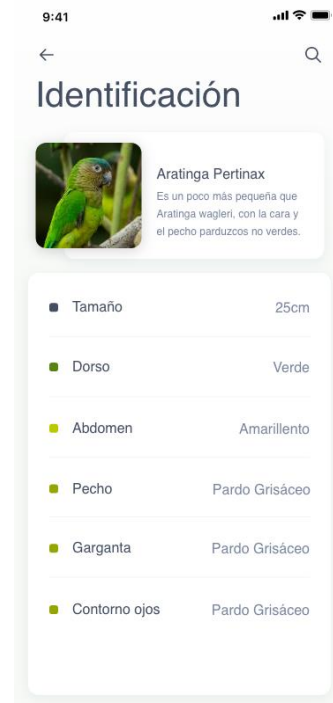 9:41
Identificación
Aratinga Pertinax
Es un poco más pequeña que
Aratinga wagleri, con la cara y
el pecho parduzcos no verdes.
Tamaño 25cm
Dorso Verde
Abdomen Amarillento
Pecho Pardo Grisáceo
Garganta Pardo Grisáceo
Contorno ojos Pardo Grisáceo